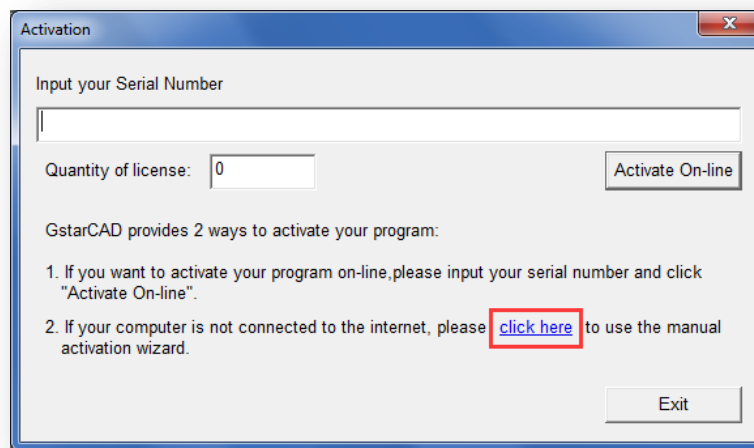 Activation
Input your Serial Number
Quantity of license: 0 Activate On-line
GstarCAD provides 2 ways to activate your program:
1. If you want to activate your program on-line,please input your serial number and click
"Activate On-line".
2. If your computer is not connected to the internet, please click here to use the manual
activation wizard.
Exit